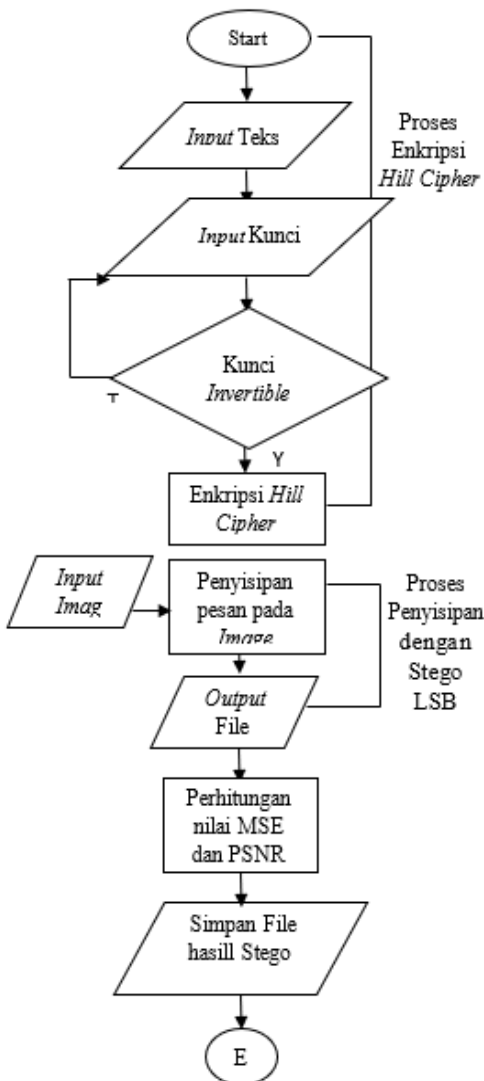 Start
Input Teks
Proses
Enkripsi
Hill Cipher
Input Kunci
Kunci
Invertible
T
Y
Enkripsi Hill
Cipher
Input
Imag
Penyisipan
pesan pada
Image
Proses
Penyisipan
dengan
Stego
LSB
Output
File
Perhitungan
nilai MSE
dan PSNR
Simpan File
hasill Stego
E